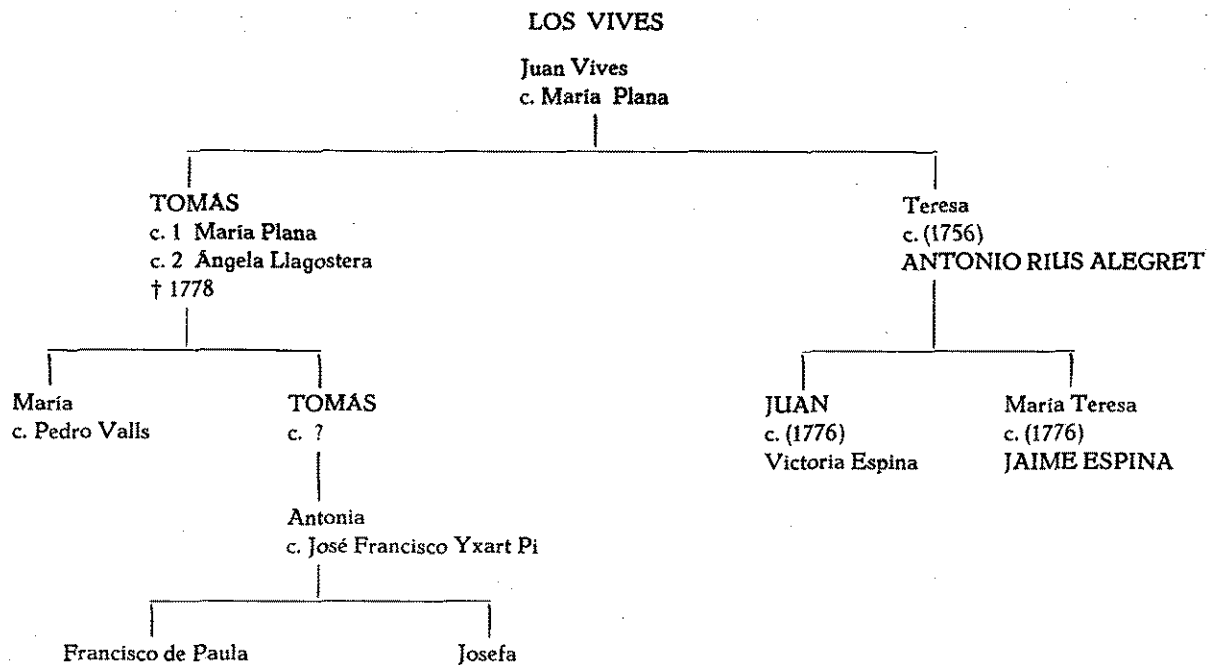 LOS VIVES
Juan Vives
c. María Plana
TOMAS
c. 1 María Plana
c. 2 Ángela Llagostera
† 1778
Teresa
c. (1756)
ANTONIO RIUS ALEGRET
María
c. Pedro Valls
TOMAS
c. ?
JUAN
c. (1776)
Victoria Espina
María Teresa
c. (1776)
JAIME ESPINA
Antonia
c. José Francisco Yxart Pi
Francisco de Paula
Josefa